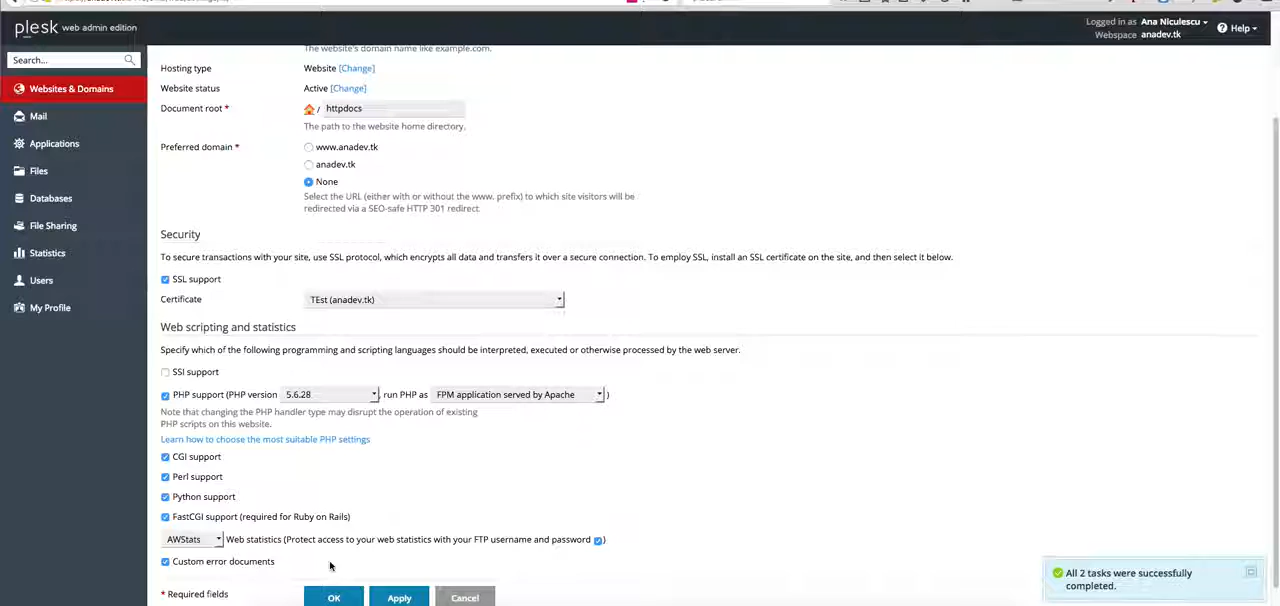 plesk web admin edition
Logged in as Ana Niculescu
Webspace anadev.tk
Help
Search...
Websites & Domains
Mail
Applications
Files
Databases
File Sharing
Statistics
Users
My Profile
The website's domain name like example.com.
Hosting type Website [Change]
Website status Active [Change]
Document root * / httpdocs
The path to the website home directory.
Preferred domain * www.anadev.tk
anadev.tk
None
Select the URL (either with or without the www. prefix) to which site visitors will be
redirected via a SEO-safe HTTP 301 redirect.
Security
To secure transactions with your site, use SSL protocol, which encrypts all data and transfers it over a secure connection. To employ SSL, install an SSL certificate on the site, and then select it below.
SSL support
Certificate TEst (anadev.tk)
Web scripting and statistics
Specify which of the following programming and scripting languages should be interpreted, executed or otherwise processed by the web server.
SSI support
PHP support (PHP version 5.6.28 , run PHP as FPM application served by Apache )
Note that changing the PHP handler type may disrupt the operation of existing
PHP scripts on this website.
Learn how to choose the most suitable PHP settings
CGI support
Perl support
Python support
FastCGI support (required for Ruby on Rails)
AWStats Web statistics (Protect access to your web statistics with your FTP username and password )
Custom error documents
* Required fields
OK Apply Cancel
All 2 tasks were successfully
completed.